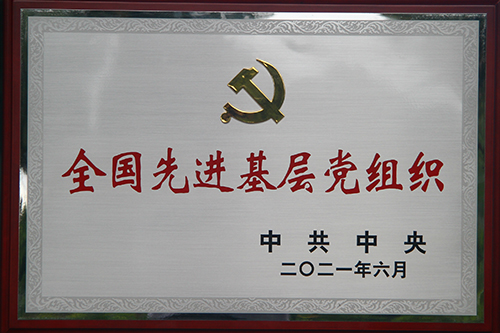 全国先进基层党组织
中共中央
二〇二一年六月